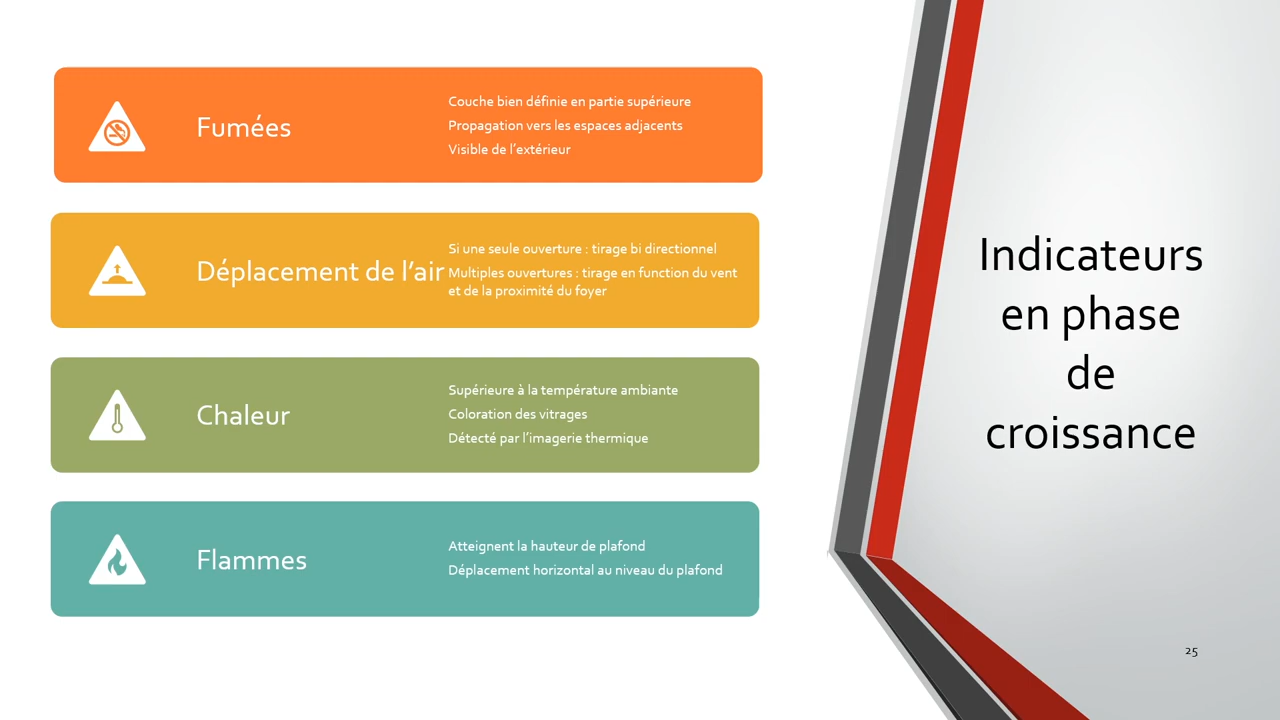 Fumées
Couche bien définie en partie supérieure
Propagation vers les espaces adjacents
Visible de l’extérieur
Déplacement de l’air
Si une seule ouverture : tirage bi directionnel
Multiples ouvertures : tirage en function du vent
et de la proximité du foyer
Chaleur
Supérieure à la température ambiante
Coloration des vitrages
Détecté par l’imagerie thermique
Flammes
Atteignent la hauteur de plafond
Déplacement horizontal au niveau du plafond
Indicateurs
en phase
de
croissance
25